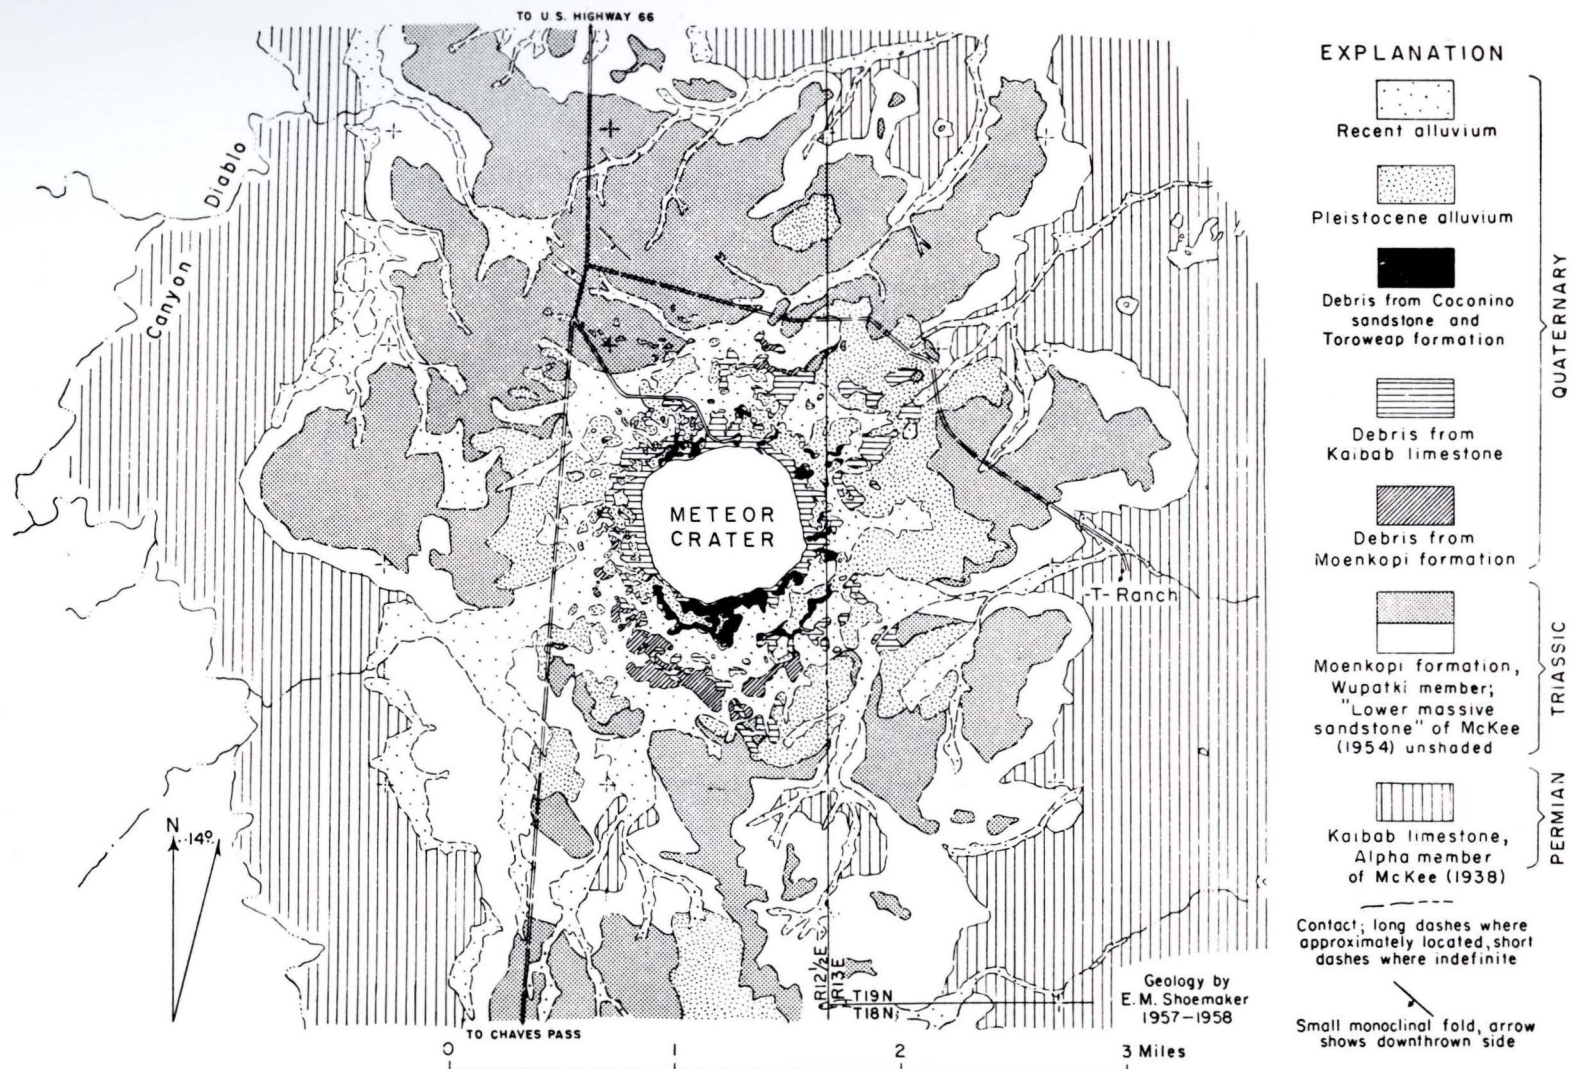 TO U.S. HIGHWAY 66
Canyon Diablo
METEOR
CRATER
-T- Ranch
N
14°
R12½E
R13E
T19N
T18N
Geology by
E.M. Shoemaker
1957–1958
TO CHAVES PASS
0 1 2 3 Miles
EXPLANATION
Recent alluvium
Pleistocene alluvium
Debris from Coconino
sandstone and
Toroweap formation
Debris from
Kaibab limestone
Debris from
Moenkopi formation
QUATERNARY
Moenkopi formation,
Wupatki member;
"Lower massive
sandstone" of McKee
(1954) unshaded
TRIASSIC
Kaibab limestone,
Alpha member
of McKee (1938)
PERMIAN
Contact; long dashes where
approximately located, short
dashes where indefinite
Small monoclinal fold, arrow
shows downthrown side